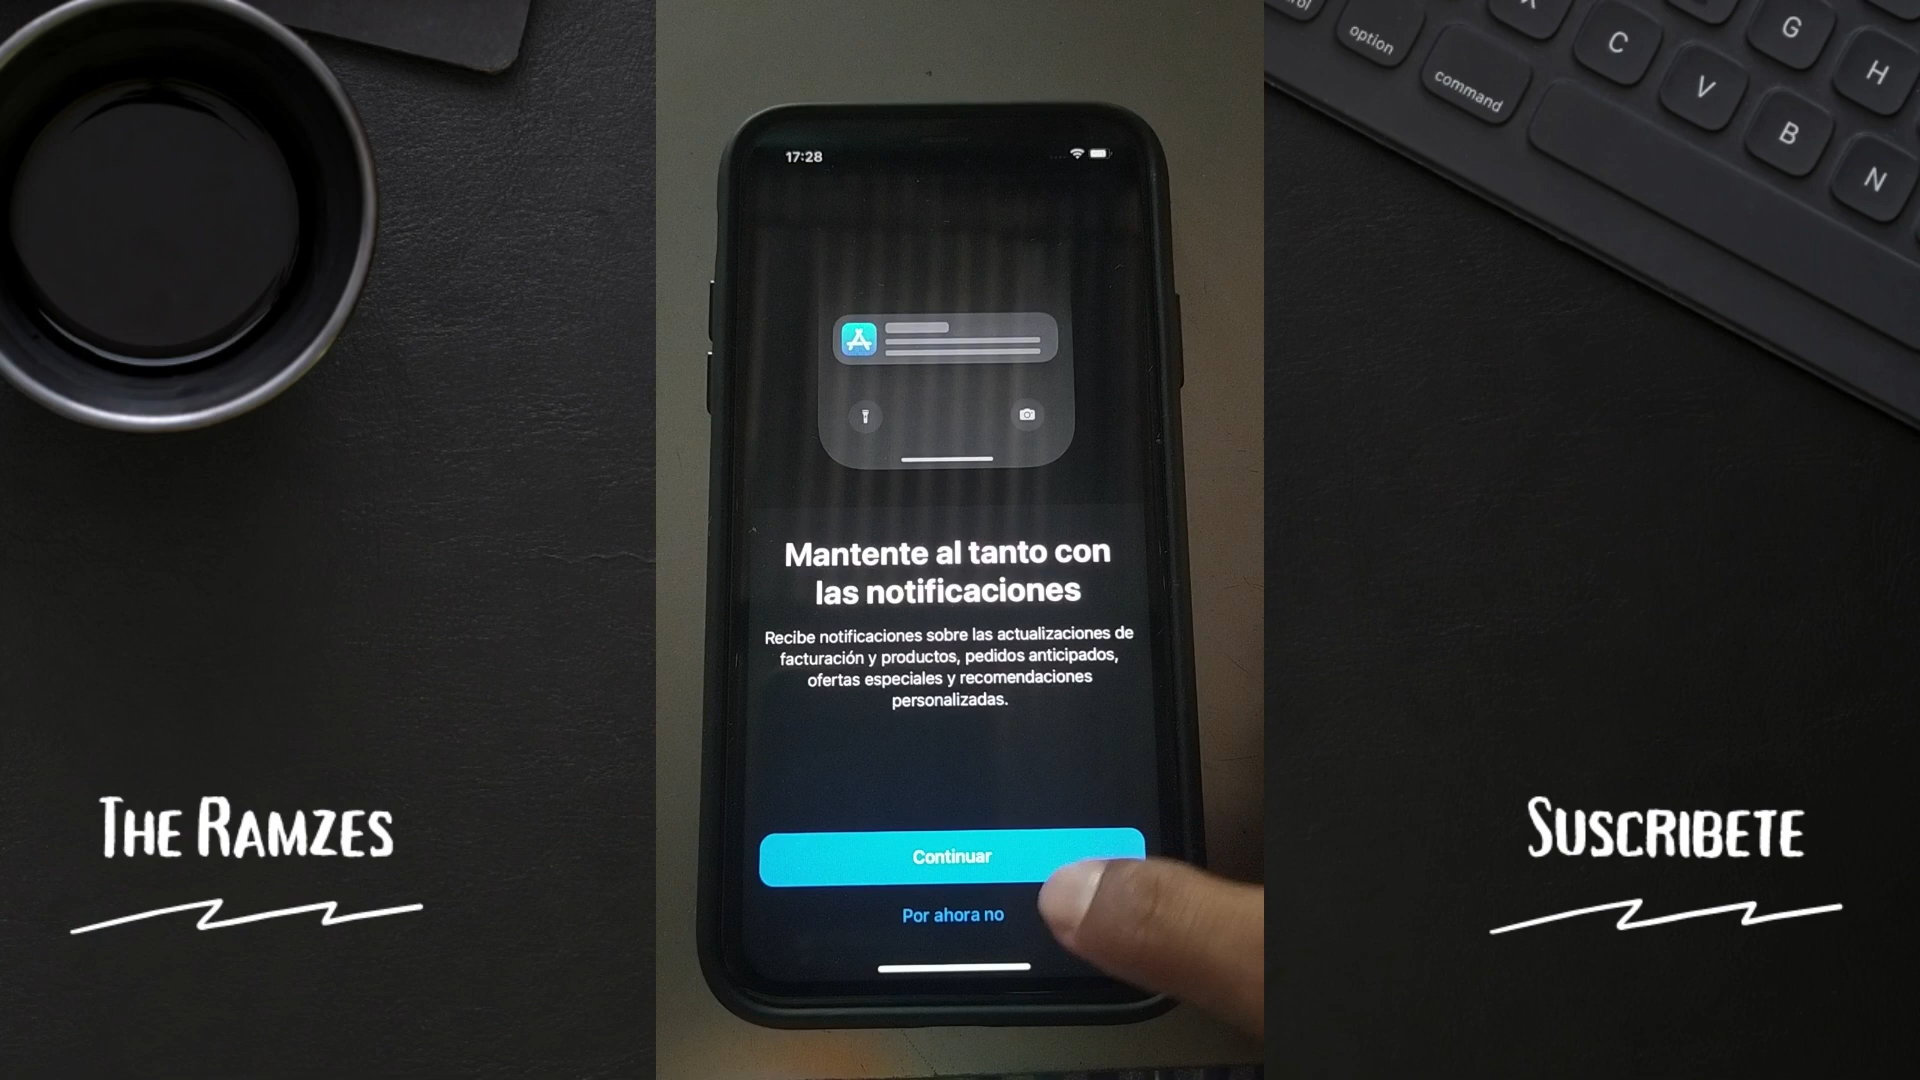 option
command
C
V
B
G
H
N
17:28
Mantente al tanto con
las notificaciones
Recibe notificaciones sobre las actualizaciones de
facturación y productos, pedidos anticipados,
ofertas especiales y recomendaciones
personalizadas.
Continuar
Por ahora no
The Ramzes
Suscribete